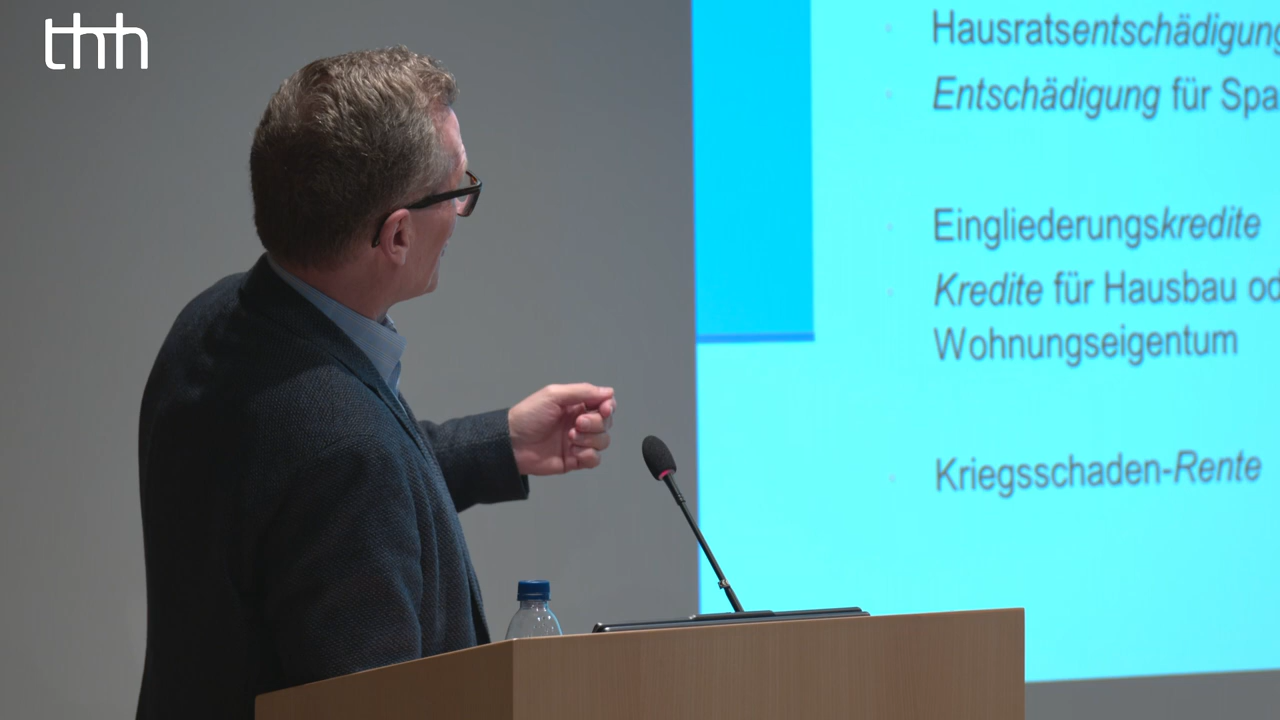 thh
Hausratsentschädigung
Entschädigung für Spa
Eingliederungskredite
Kredite für Hausbau od
Wohnungseigentum
Kriegsschaden-Rente